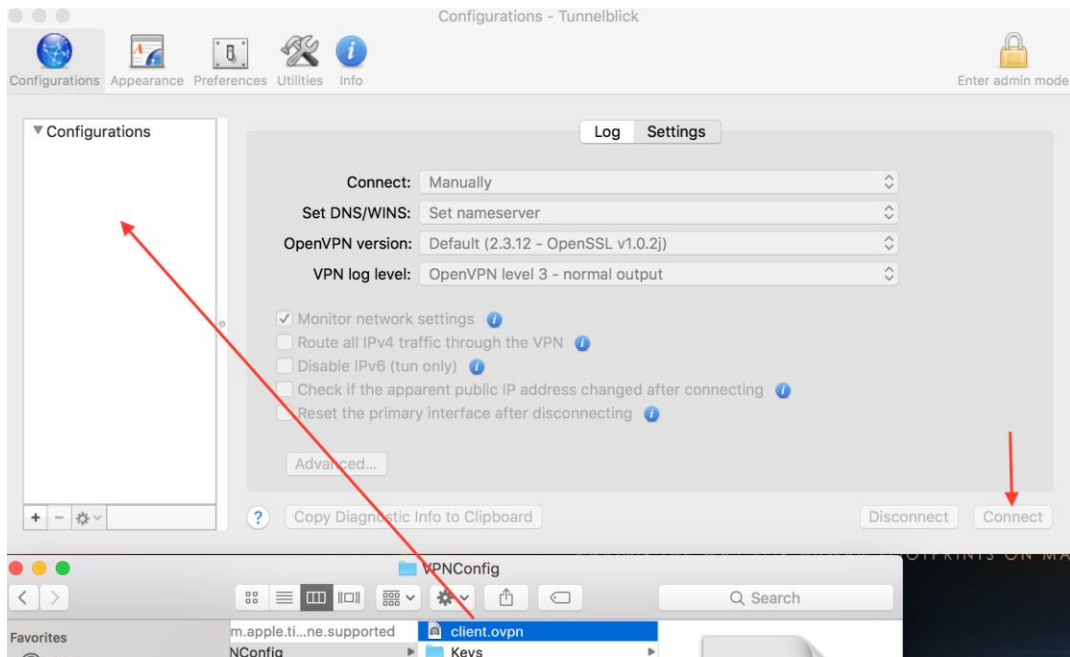 Configurations - Tunnelblick
Configurations Appearance Preferences Utilities Info Enter admin mode
Configurations
Log Settings
Connect: Manually
Set DNS/WINS: Set nameserver
OpenVPN version: Default (2.3.12 - OpenSSL v1.0.2j)
VPN log level: OpenVPN level 3 - normal output
Monitor network settings
Route all IPv4 traffic through the VPN
Disable IPv6 (tun only)
Check if the apparent public IP address changed after connecting
Reset the primary interface after disconnecting
Advanced...
+ - ? Copy Diagnostic Info to Clipboard Disconnect Connect
ON MA
VPNConfig
Search
Favorites m.apple.ti...ne.supported client.ovpn
NConfig Keys